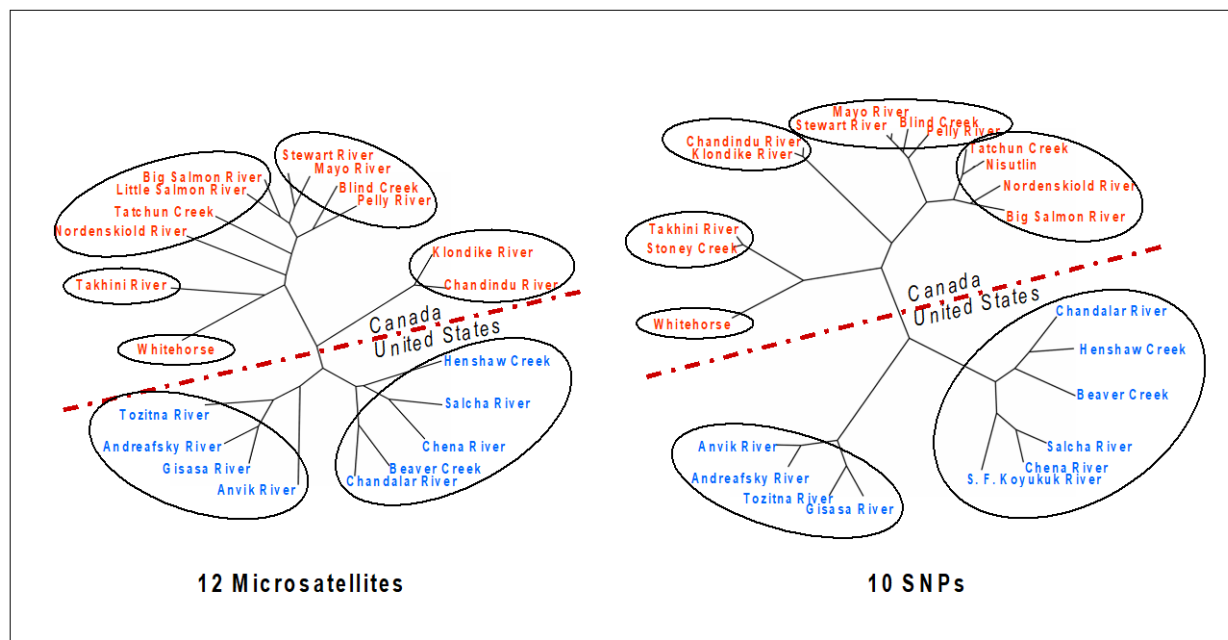 Stewart River
Mayo River
Big Salmon River
Little Salmon River
Blind Creek
Pelly River
Tatchun Creek
Nordenskiold River
Klondike River
Takhini River
Chandindu River
Canada
United States
Whitehorse
Henshaw Creek
Tozitna River
Salcha River
Andreafsky River
Chena River
Gisasa River
Beaver Creek
Chandalar River
Anvik River
12 Microsatellites
Mayo River
Stewart River
Blind Creek
Pelly River
Chandindu River
Klondike River
Tatchun Creek
Nisutlin
Nordenskiold River
Big Salmon River
Takhini River
Stoney Creek
Canada
United States
Whitehorse
Chandalar River
Henshaw Creek
Beaver Creek
Anvik River
Salcha River
Chena River
Andreafsky River
S. F. Koyukuk River
Tozitna River
Gisasa River
10 SNPs